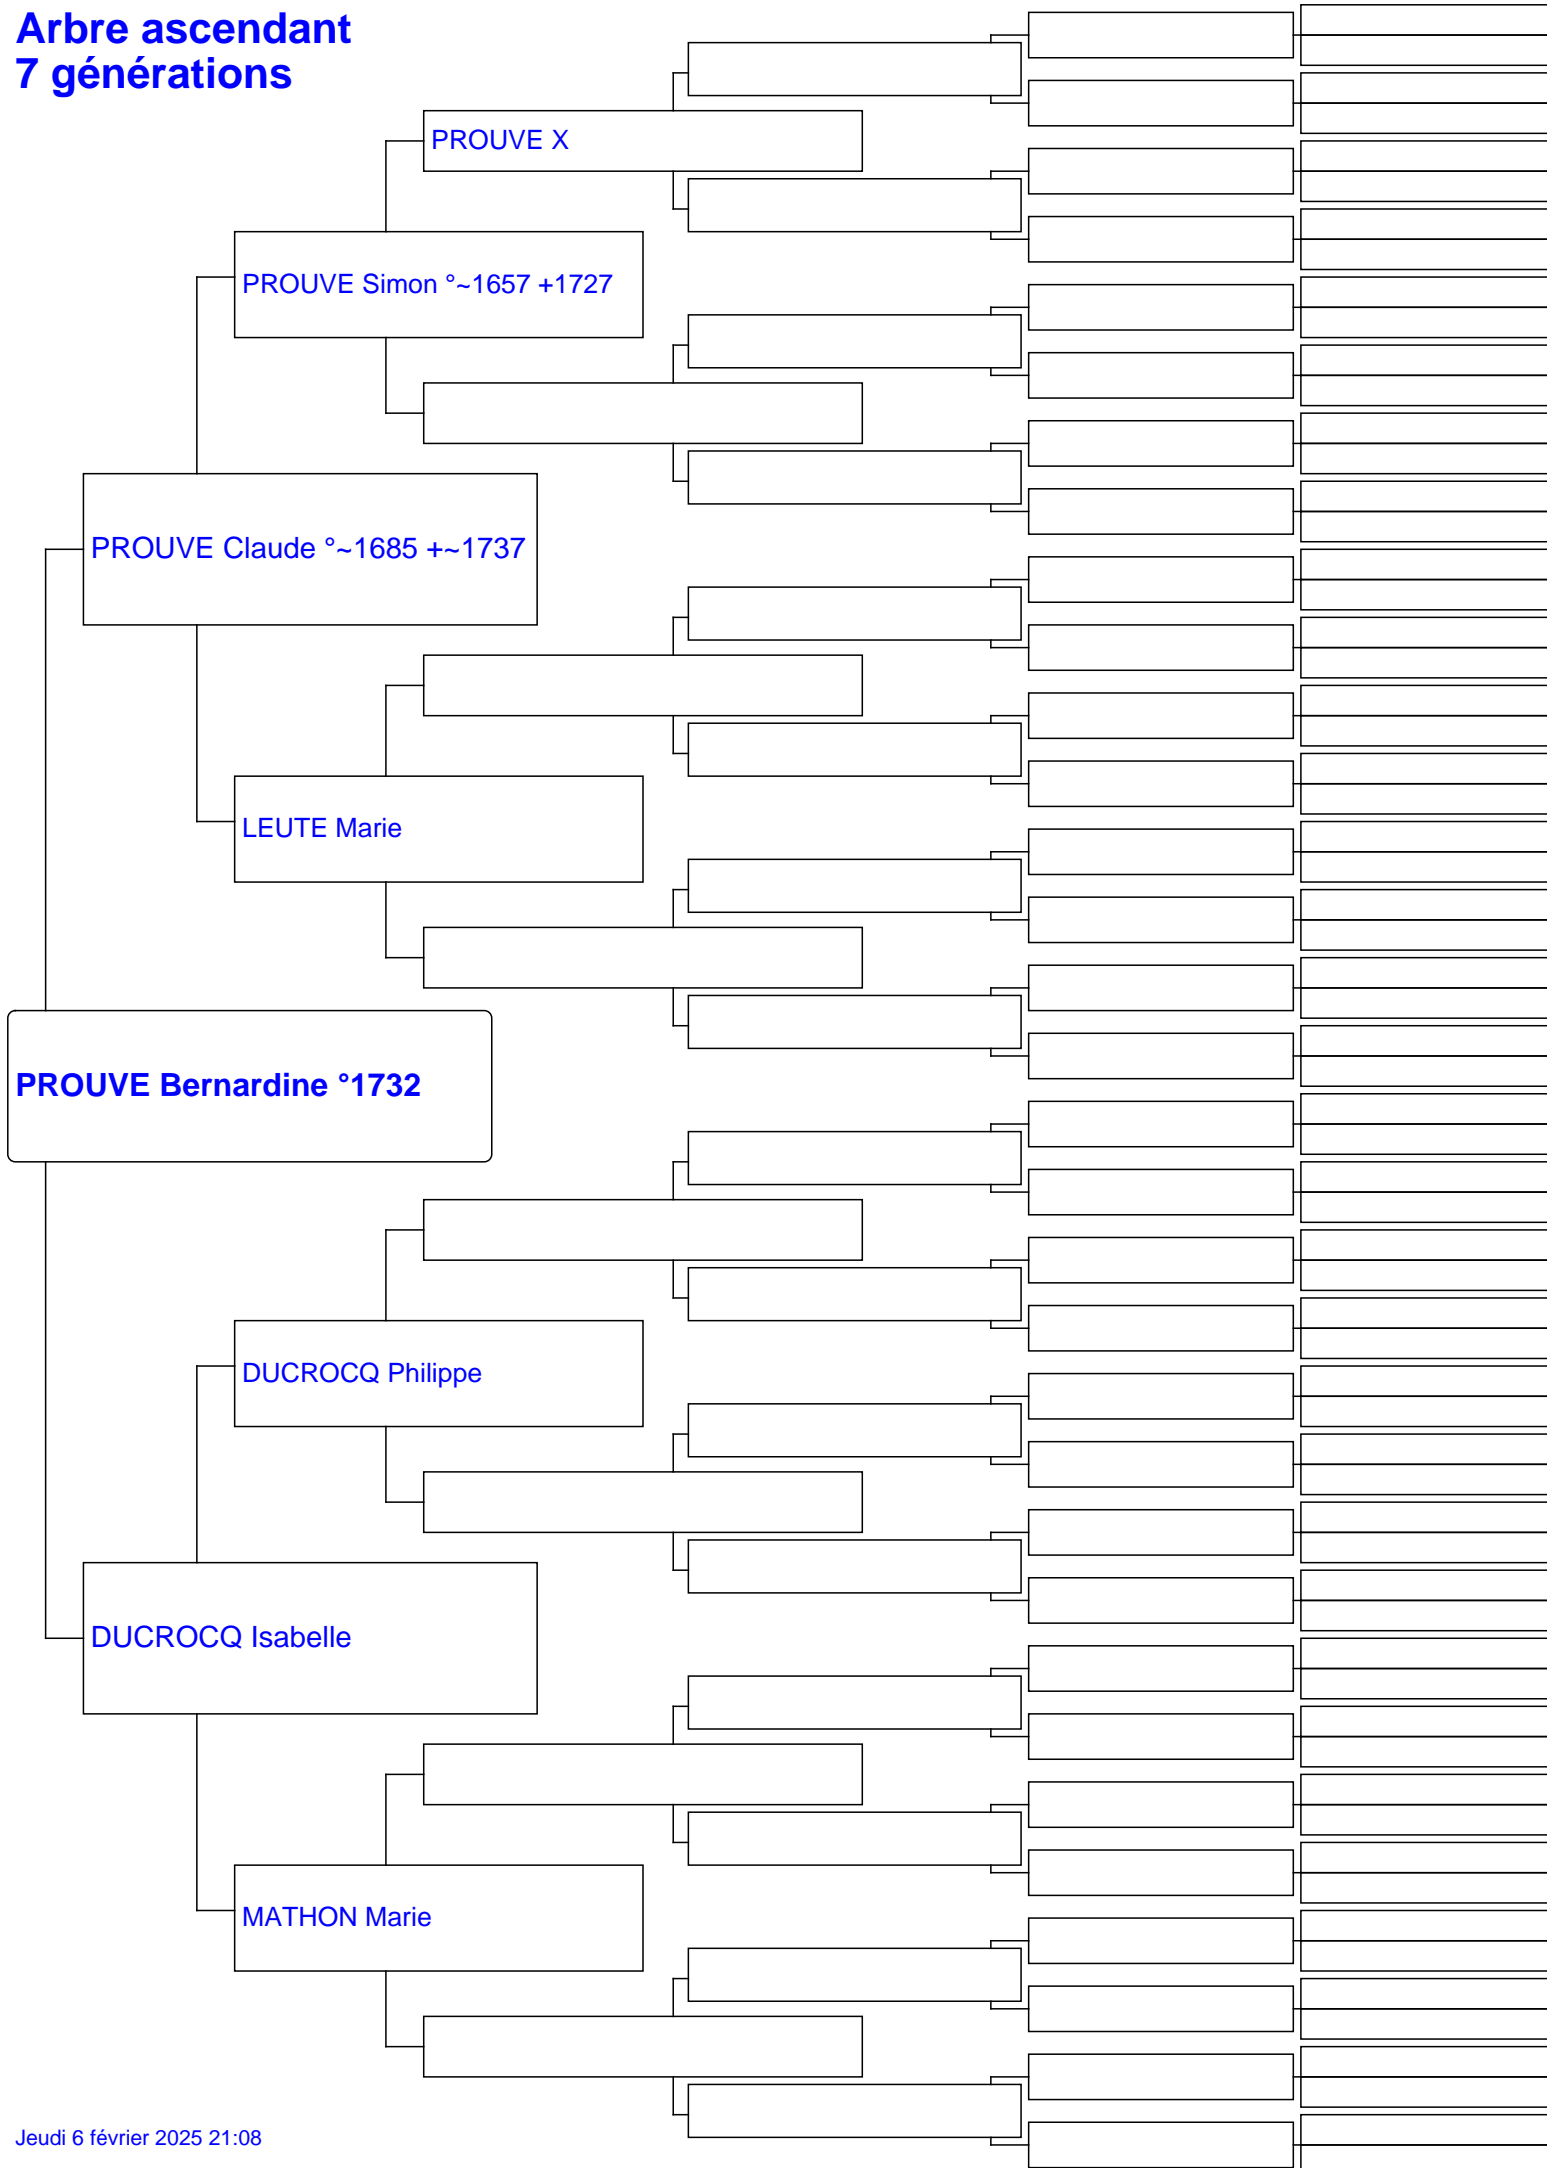 Arbre ascendant
7 générations
PROUVE X
PROUVE Simon °~1657 +1727
PROUVE Claude °~1685 +~1737
LEUTE Marie
PROUVE Bernardine °1732
DUCROCQ Philippe
DUCROCQ Isabelle
MATHON Marie
Jeudi 6 février 2025 21:08